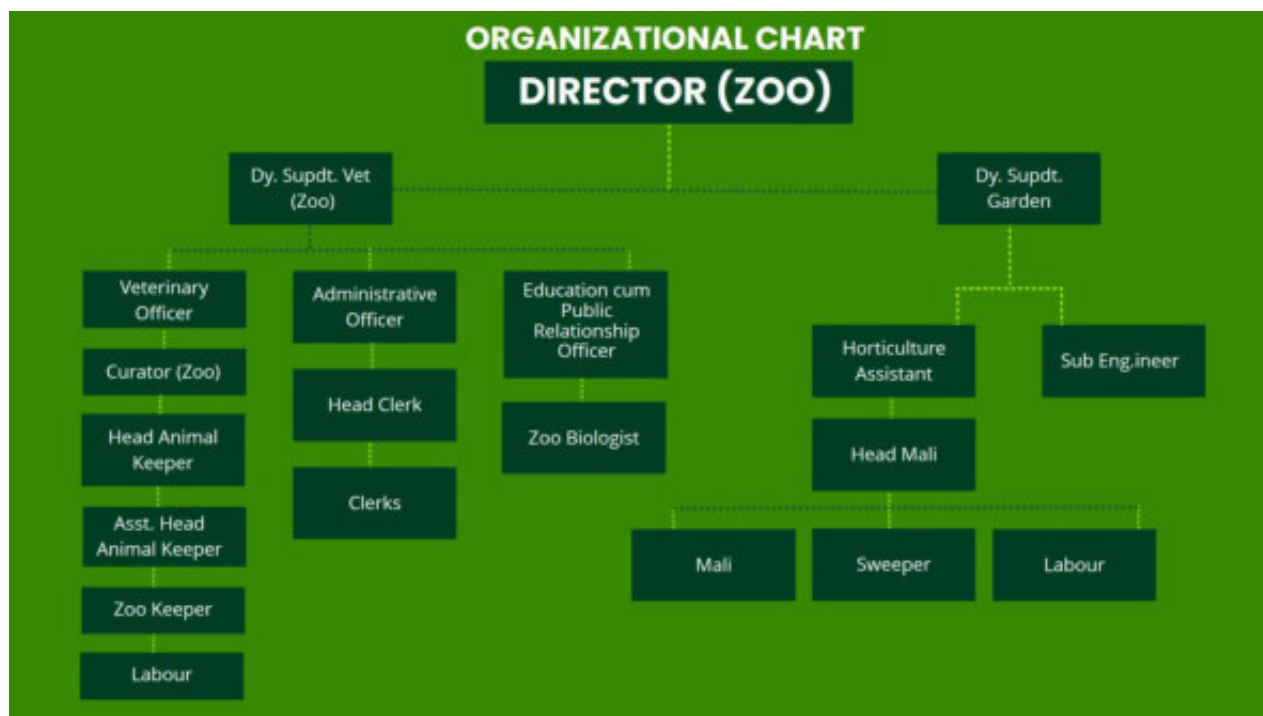 ORGANIZATIONAL CHART
DIRECTOR (ZOO)
Dy. Supdt. Vet
(Zoo)
Dy. Supdt.
Garden
Veterinary
Officer
Administrative
Officer
Education cum
Public
Relationship
Officer
Horticulture
Assistant
Sub Eng.ineer
Curator (Zoo)
Head Clerk
Zoo Biologist
Head Mali
Head Animal
Keeper
Clerks
Asst. Head
Animal Keeper
Mali
Sweeper
Labour
Zoo Keeper
Labour